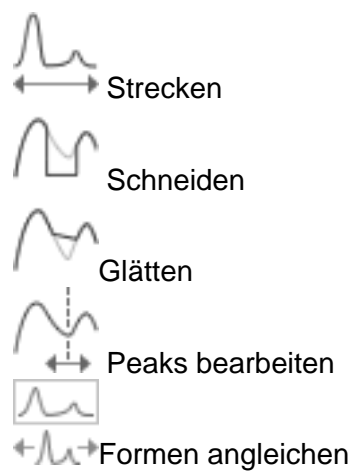 Strecken
Schneiden
Glätten
Peaks bearbeiten
Formen angleichen